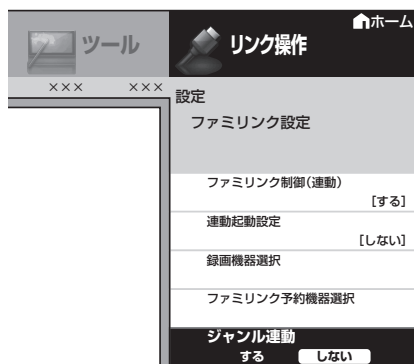 ツール
リンク操作
ホーム
××× ×××
設定
ファミリンク設定
ファミリンク制御(連動)
[する]
連動起動設定
[しない]
録画機器選択
ファミリンク予約機器選択
ジャンル連動
する しない